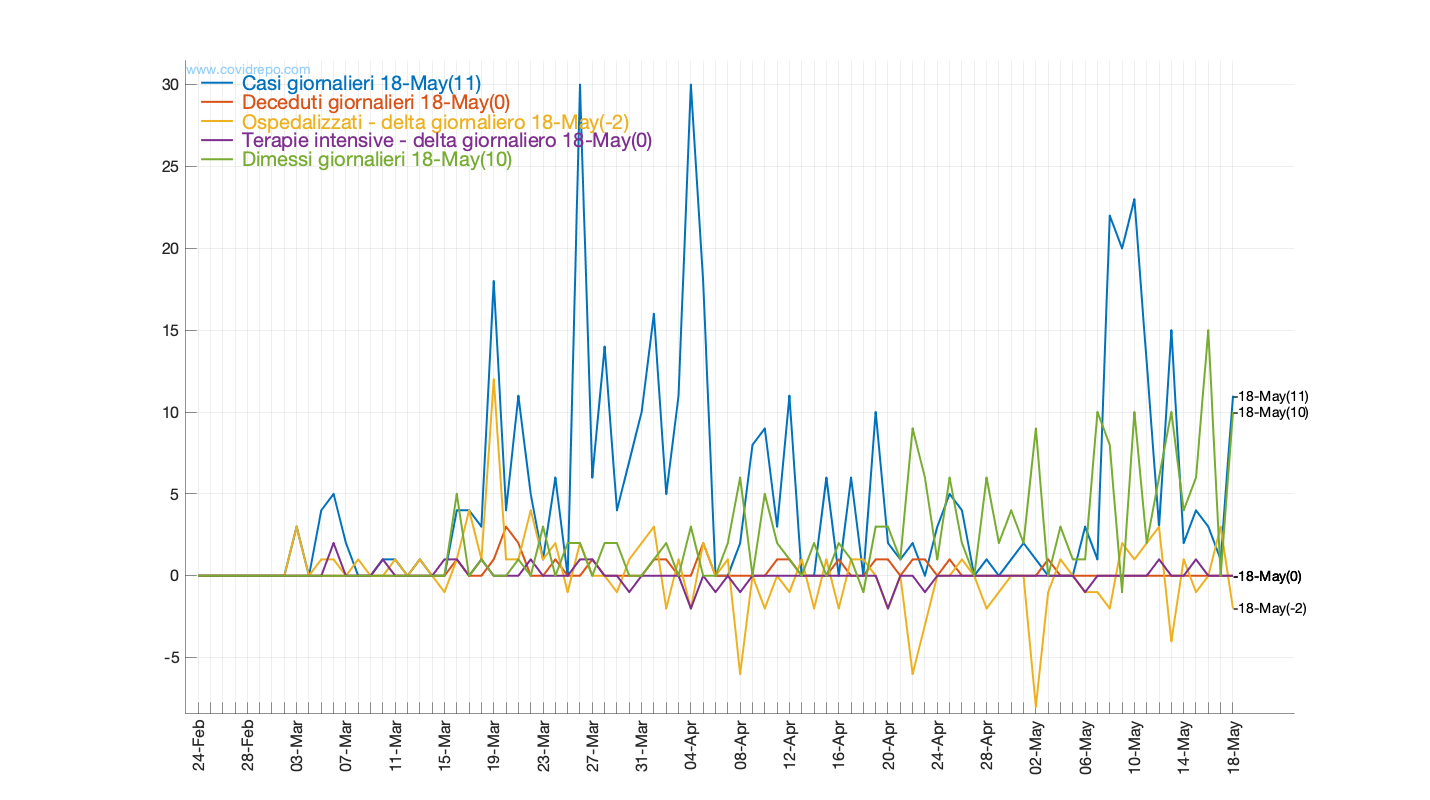 www.covidrepo.com
Casi giornalieri 18-May(11)
Deceduti giornalieri 18-May(0)
Ospedalizzati - delta giornaliero 18-May(-2)
Terapie intensive - delta giornaliero 18-May(0)
Dimessi giornalieri 18-May(10)
30
25
20
15
10
5
0
-5
18-May(11)
18-May(10)
18-May(0)
18-May(-2)
24-Feb
28-Feb
03-Mar
07-Mar
11-Mar
15-Mar
19-Mar
23-Mar
27-Mar
31-Mar
04-Apr
08-Apr
12-Apr
16-Apr
20-Apr
24-Apr
28-Apr
02-May
06-May
10-May
14-May
18-May